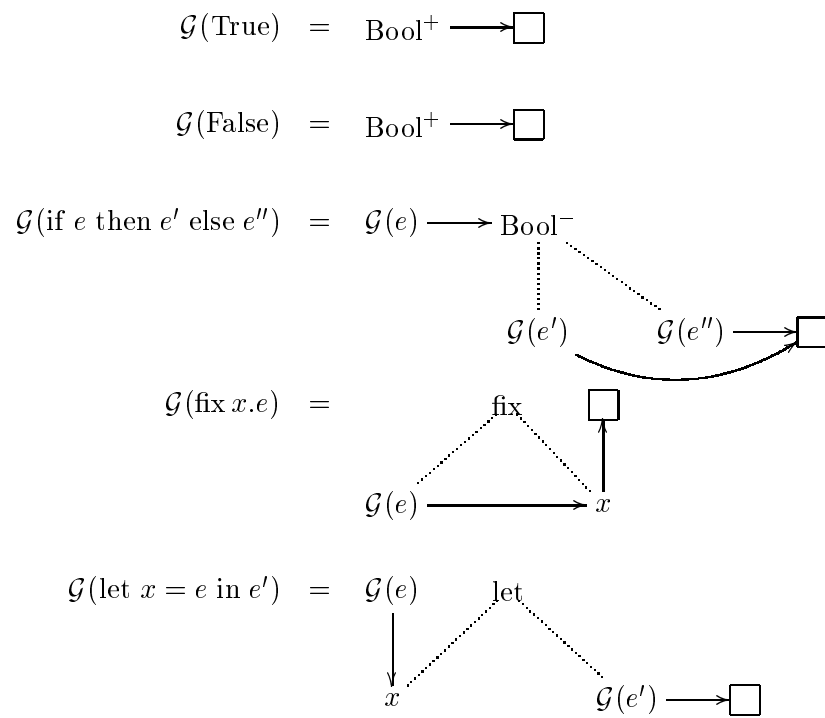 𝒢(True) = Bool⁺
𝒢(False) = Bool⁺
𝒢(if e then e′ else e″) = 𝒢(e) Bool⁻
𝒢(e′) 𝒢(e″)
𝒢(fix x.e) = fix
𝒢(e) x
𝒢(let x = e in e′) = 𝒢(e) let
x 𝒢(e′)